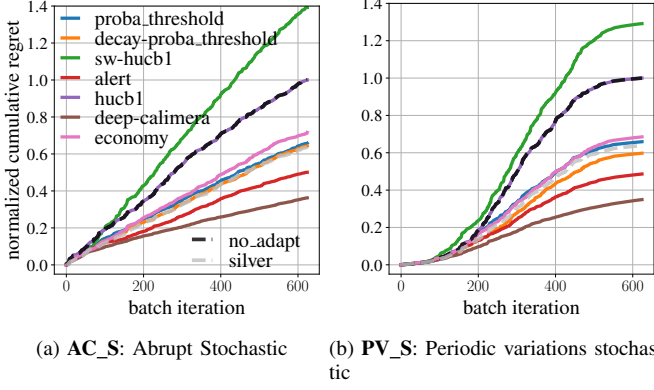 normalized cumulative regret
1.4
1.2
1.0
0.8
0.6
0.4
0.2
0.0
proba_threshold
decay-proba_threshold
sw-hucb1
alert
hucb1
deep-calimera
economy
no_adapt
silver
0
200
400
600
batch iteration
1.4
1.2
1.0
0.8
0.6
0.4
0.2
0.0
0
200
400
600
batch iteration
(a) AC_S: Abrupt Stochastic
(b) PV_S: Periodic variations stochas
tic